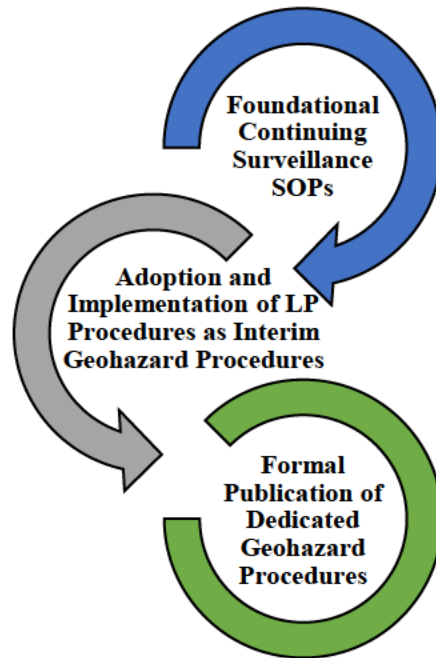 Foundational
Continuing
Surveillance
SOPs
Adoption and
Implementation of LP
Procedures as Interim
Geohazard Procedures
Formal
Publication of
Dedicated
Geohazard
Procedures